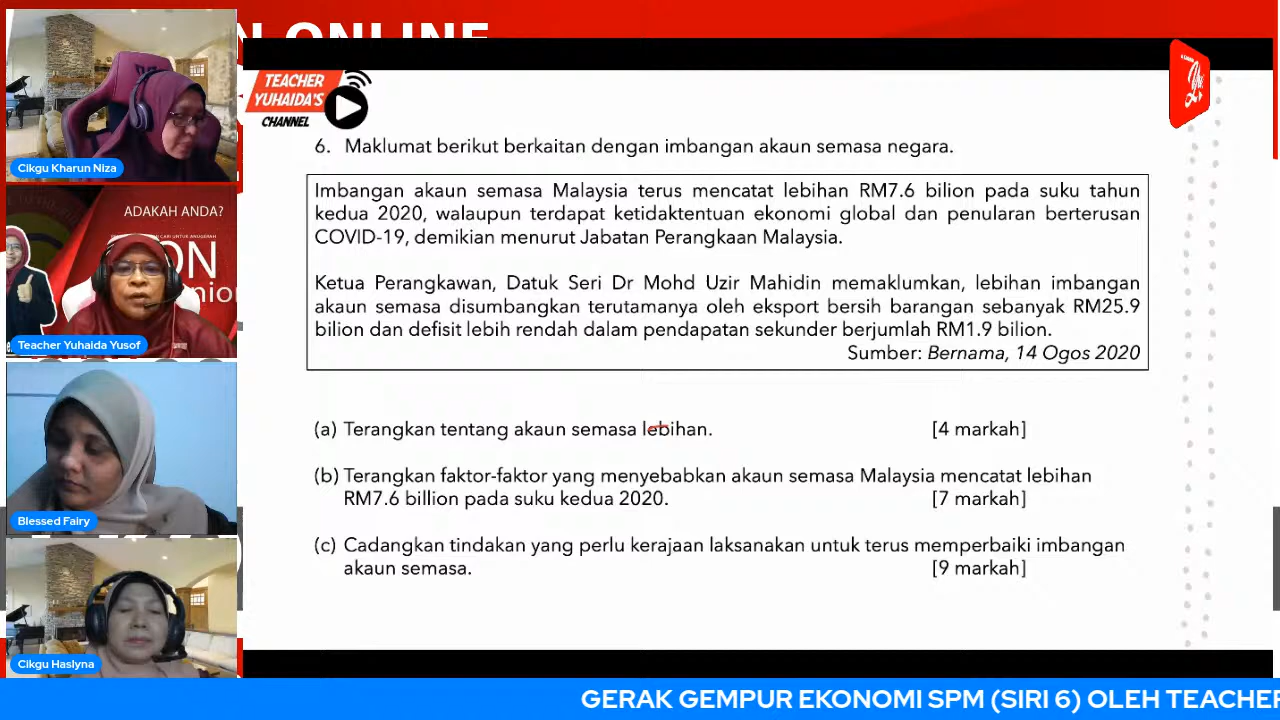 N ONLINE
TEACHER
YUHAIDA'S
CHANNEL
6. Maklumat berikut berkaitan dengan imbangan akaun semasa negara.
Imbangan akaun semasa Malaysia terus mencatat lebihan RM7.6 bilion pada suku tahun
kedua 2020, walaupun terdapat ketidaktentuan ekonomi global dan penularan berterusan
COVID-19, demikian menurut Jabatan Perangkaan Malaysia.
Ketua Perangkawan, Datuk Seri Dr Mohd Uzir Mahidin memaklumkan, lebihan imbangan
akaun semasa disumbangkan terutamanya oleh eksport bersih barangan sebanyak RM25.9
bilion dan defisit lebih rendah dalam pendapatan sekunder berjumlah RM1.9 bilion.
Sumber: Bernama, 14 Ogos 2020
(a) Terangkan tentang akaun semasa lebihan. [4 markah]
(b) Terangkan faktor-faktor yang menyebabkan akaun semasa Malaysia mencatat lebihan
RM7.6 billion pada suku kedua 2020. [7 markah]
(c) Cadangkan tindakan yang perlu kerajaan laksanakan untuk terus memperbaiki imbangan
akaun semasa. [9 markah]
Cikgu Kharun Niza
ADAKAH ANDA?
Teacher Yuhaida Yusof
Blessed Fairy
Cikgu Haslyna
GERAK GEMPUR EKONOMI SPM (SIRI 6) OLEH TEACHER